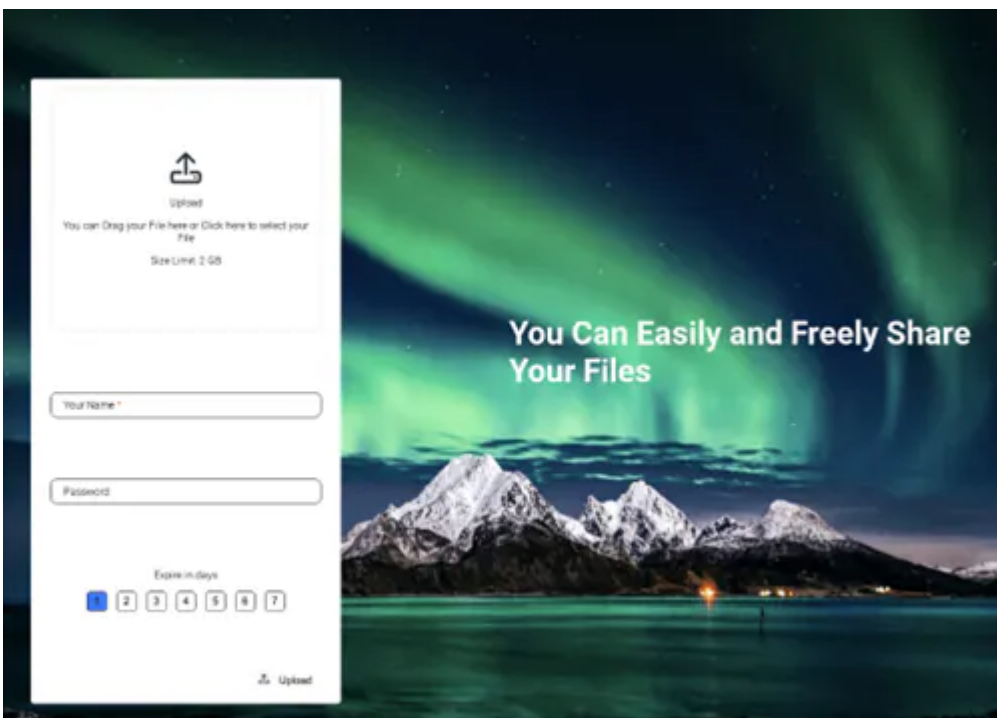 Upload
You can Drag your File here or Click here to select your
File
Size Limit: 2 GB
You Can Easily and Freely Share
Your Files
Your Name *
Password
Expire in days
1 2 3 4 5 6 7
Upload